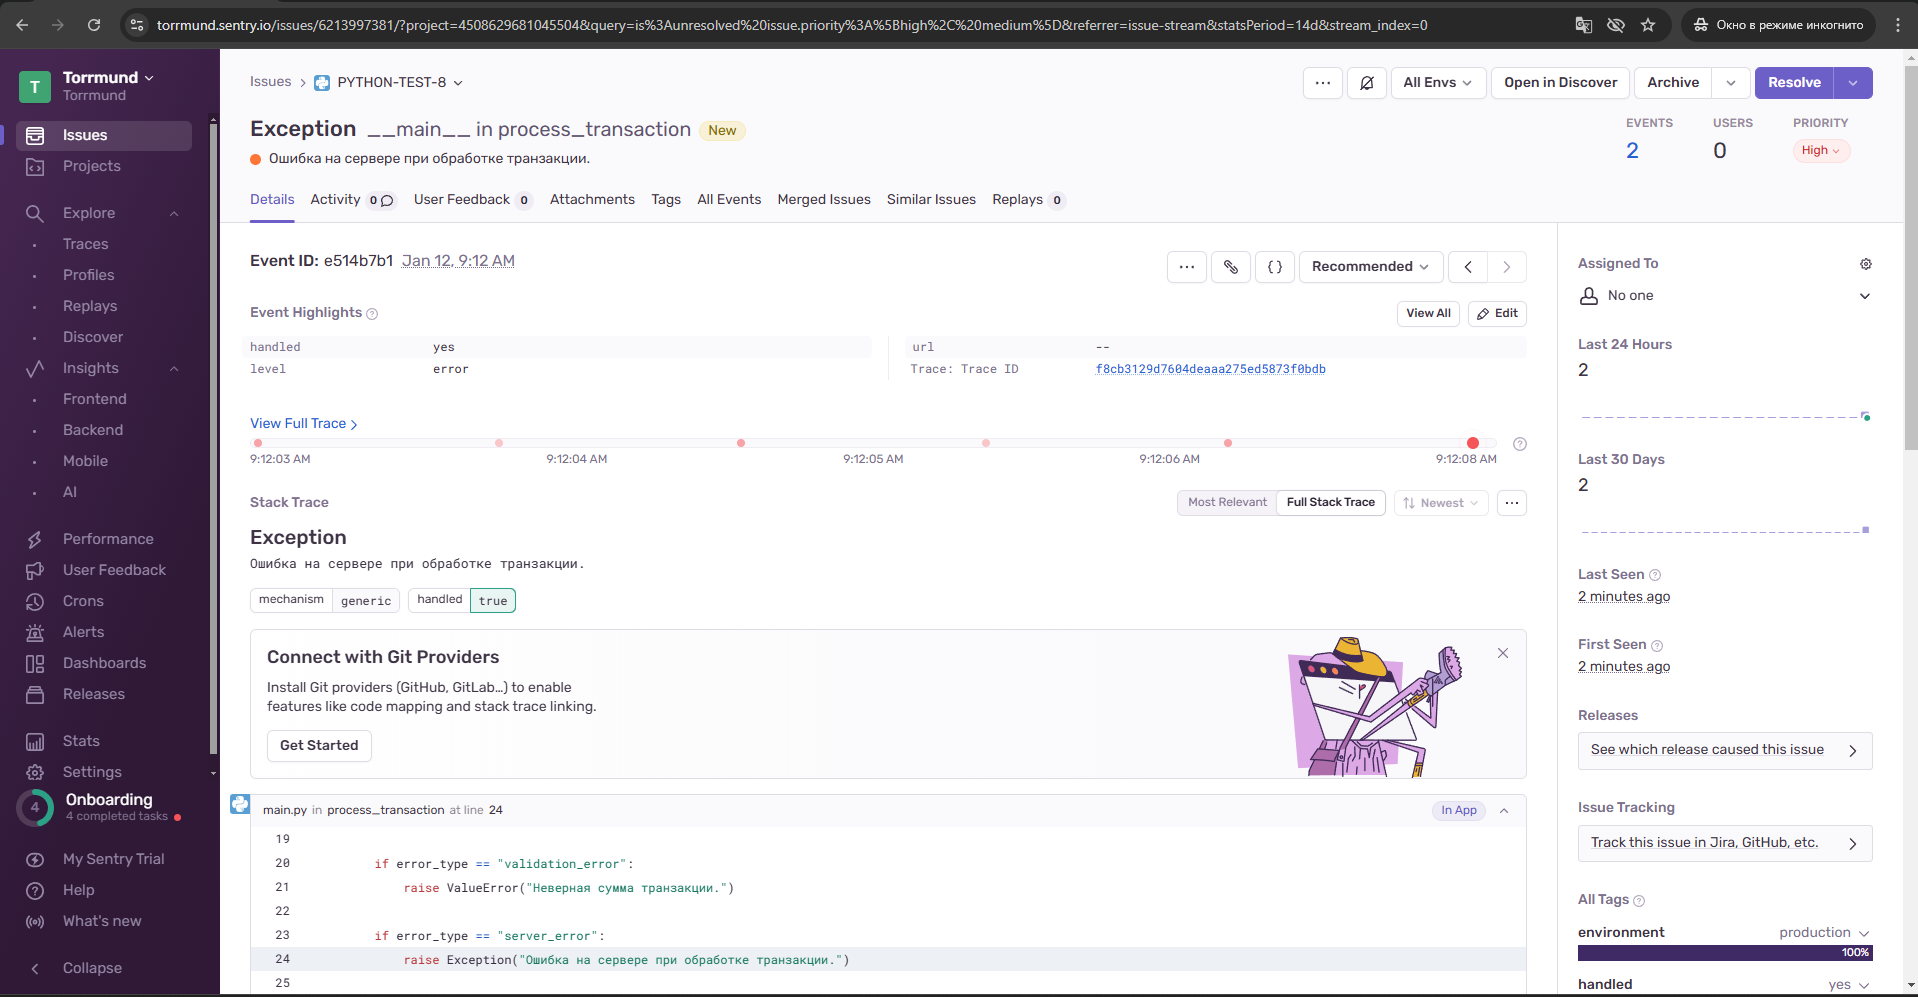 torrmund.sentry.io/issues/6213997381/?project=4508629681045504&query=is%3Aunresolved%20issue.priority%3A%5Bhigh%2C%20medium%5D&referrer=issue-stream&statsPeriod=14d&stream_index=0
Окно в режиме инкогнито
T
Torrmund
Torrmund
Issues
Projects
Explore
Traces
Profiles
Replays
Discover
Insights
Frontend
Backend
Mobile
AI
Performance
User Feedback
Crons
Alerts
Dashboards
Releases
Stats
Settings
4
Onboarding
4 completed tasks
My Sentry Trial
Help
What's new
Collapse
Issues > PYTHON-TEST-8
All Envs
Open in Discover
Archive
Resolve
Exception __main__ in process_transaction New
Ошибка на сервере при обработке транзакции.
EVENTS USERS PRIORITY
2 0 High
Details Activity 0 User Feedback 0 Attachments Tags All Events Merged Issues Similar Issues Replays 0
Event ID: e514b7b1 Jan 12, 9:12 AM
Recommended
Event Highlights
View All Edit
handled yes
level error
url --
Trace: Trace ID f8cb3129d7604deaaa275ed5873f0bdb
View Full Trace
9:12:03 AM 9:12:04 AM 9:12:05 AM 9:12:06 AM 9:12:08 AM
Stack Trace
Most Relevant Full Stack Trace Newest
Exception
Ошибка на сервере при обработке транзакции.
mechanism generic handled true
Connect with Git Providers
Install Git providers (GitHub, GitLab…) to enable
features like code mapping and stack trace linking.
Get Started
main.py in process_transaction at line 24 In App
19
20 if error_type == "validation_error":
21 raise ValueError("Неверная сумма транзакции.")
22
23 if error_type == "server_error":
24 raise Exception("Ошибка на сервере при обработке транзакции.")
25
Assigned To
No one
Last 24 Hours
2
Last 30 Days
2
Last Seen
2 minutes ago
First Seen
2 minutes ago
Releases
See which release caused this issue
Issue Tracking
Track this issue in Jira, GitHub, etc.
All Tags
environment production
100%
handled yes